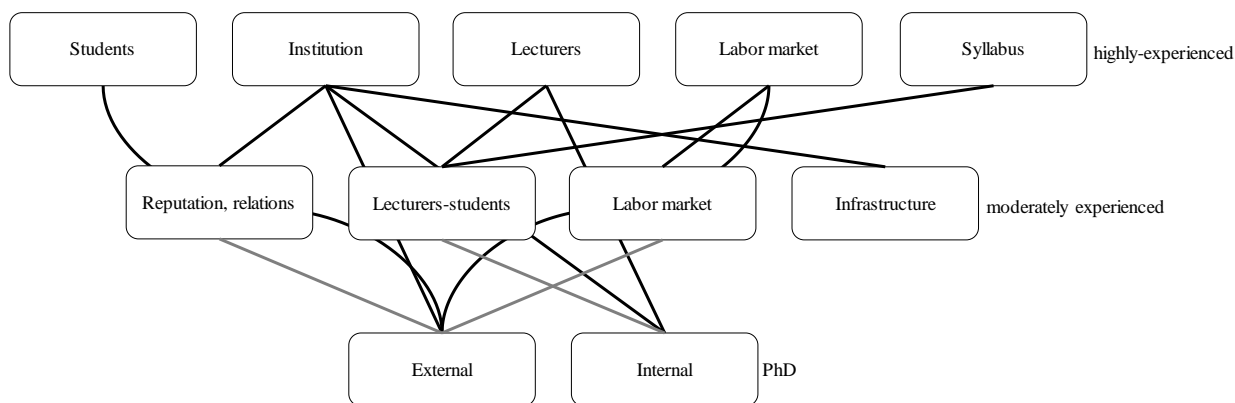 Students
Institution
Lecturers
Labor market
Syllabus
highly-experienced
Reputation, relations
Lecturers-students
Labor market
Infrastructure
moderately experienced
External
Internal
PhD